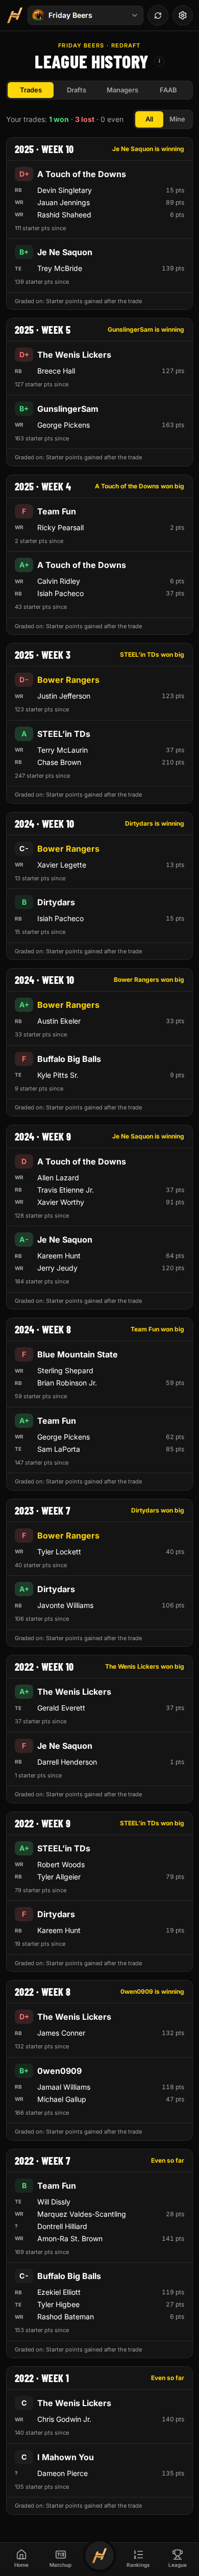 Friday Beers
FRIDAY BEERS · REDRAFT
LEAGUE HISTORY
i
Trades
Drafts
Managers
FAAB
Your trades: 1 won · 3 lost · 0 even
All
Mine
2025 · WEEK 10
Je Ne Saquon is winning
D+ A Touch of the Downs
RB Devin Singletary 15 pts
WR Jauan Jennings 89 pts
WR Rashid Shaheed 6 pts
111 starter pts since
B+ Je Ne Saquon
TE Trey McBride 139 pts
139 starter pts since
Graded on: Starter points gained after the trade
2025 · WEEK 5
GunslingerSam is winning
D+ The Wenis Lickers
RB Breece Hall 127 pts
127 starter pts since
B+ GunslingerSam
WR George Pickens 163 pts
163 starter pts since
Graded on: Starter points gained after the trade
2025 · WEEK 4
A Touch of the Downs won big
F Team Fun
WR Ricky Pearsall 2 pts
2 starter pts since
A+ A Touch of the Downs
WR Calvin Ridley 6 pts
RB Isiah Pacheco 37 pts
43 starter pts since
Graded on: Starter points gained after the trade
2025 · WEEK 3
STEEL'in TDs won big
D- Bower Rangers
WR Justin Jefferson 123 pts
123 starter pts since
A STEEL'in TDs
WR Terry McLaurin 37 pts
RB Chase Brown 210 pts
247 starter pts since
Graded on: Starter points gained after the trade
2024 · WEEK 10
Dirtydars is winning
C- Bower Rangers
WR Xavier Legette 13 pts
13 starter pts since
B Dirtydars
RB Isiah Pacheco 15 pts
15 starter pts since
Graded on: Starter points gained after the trade
2024 · WEEK 10
Bower Rangers won big
A+ Bower Rangers
RB Austin Ekeler 33 pts
33 starter pts since
F Buffalo Big Balls
TE Kyle Pitts Sr. 9 pts
9 starter pts since
Graded on: Starter points gained after the trade
2024 · WEEK 9
Je Ne Saquon is winning
D A Touch of the Downs
WR Allen Lazard
RB Travis Etienne Jr. 37 pts
WR Xavier Worthy 91 pts
128 starter pts since
A- Je Ne Saquon
RB Kareem Hunt 64 pts
WR Jerry Jeudy 120 pts
184 starter pts since
Graded on: Starter points gained after the trade
2024 · WEEK 8
Team Fun won big
F Blue Mountain State
WR Sterling Shepard
RB Brian Robinson Jr. 59 pts
59 starter pts since
A+ Team Fun
WR George Pickens 62 pts
TE Sam LaPorta 85 pts
147 starter pts since
Graded on: Starter points gained after the trade
2023 · WEEK 7
Dirtydars won big
F Bower Rangers
WR Tyler Lockett 40 pts
40 starter pts since
A+ Dirtydars
RB Javonte Williams 106 pts
106 starter pts since
Graded on: Starter points gained after the trade
2022 · WEEK 10
The Wenis Lickers won big
A+ The Wenis Lickers
TE Gerald Everett 37 pts
37 starter pts since
F Je Ne Saquon
RB Darrell Henderson 1 pts
1 starter pts since
Graded on: Starter points gained after the trade
2022 · WEEK 9
STEEL'in TDs won big
A+ STEEL'in TDs
WR Robert Woods
RB Tyler Allgeier 79 pts
79 starter pts since
F Dirtydars
RB Kareem Hunt 19 pts
19 starter pts since
Graded on: Starter points gained after the trade
2022 · WEEK 8
0wen0909 is winning
D+ The Wenis Lickers
RB James Conner 132 pts
132 starter pts since
B+ 0wen0909
RB Jamaal Williams 118 pts
WR Michael Gallup 47 pts
166 starter pts since
Graded on: Starter points gained after the trade
2022 · WEEK 7
Even so far
B Team Fun
TE Will Dissly
WR Marquez Valdes-Scantling 28 pts
? Dontrell Hilliard
WR Amon-Ra St. Brown 141 pts
169 starter pts since
C- Buffalo Big Balls
RB Ezekiel Elliott 119 pts
TE Tyler Higbee 27 pts
WR Rashod Bateman 6 pts
153 starter pts since
Graded on: Starter points gained after the trade
2022 · WEEK 1
Even so far
C The Wenis Lickers
WR Chris Godwin Jr. 140 pts
140 starter pts since
C I Mahown You
? Dameon Pierce 135 pts
135 starter pts since
Graded on: Starter points gained after the trade
Home
Matchup
Rankings
League